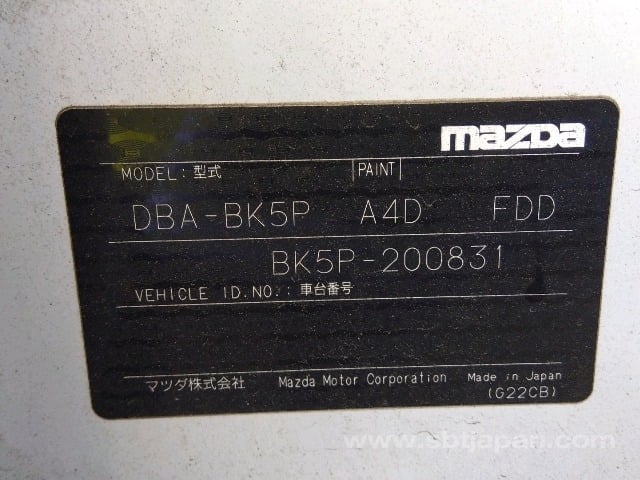 mazda
MODEL: 型式 PAINT
DBA-BK5P A4D FDD
BK5P-200831
VEHICLE ID.NO.: 車台番号
マツダ株式会社 Mazda Motor Corporation Made in Japan
(G22CB)
www.sbtjapan.com